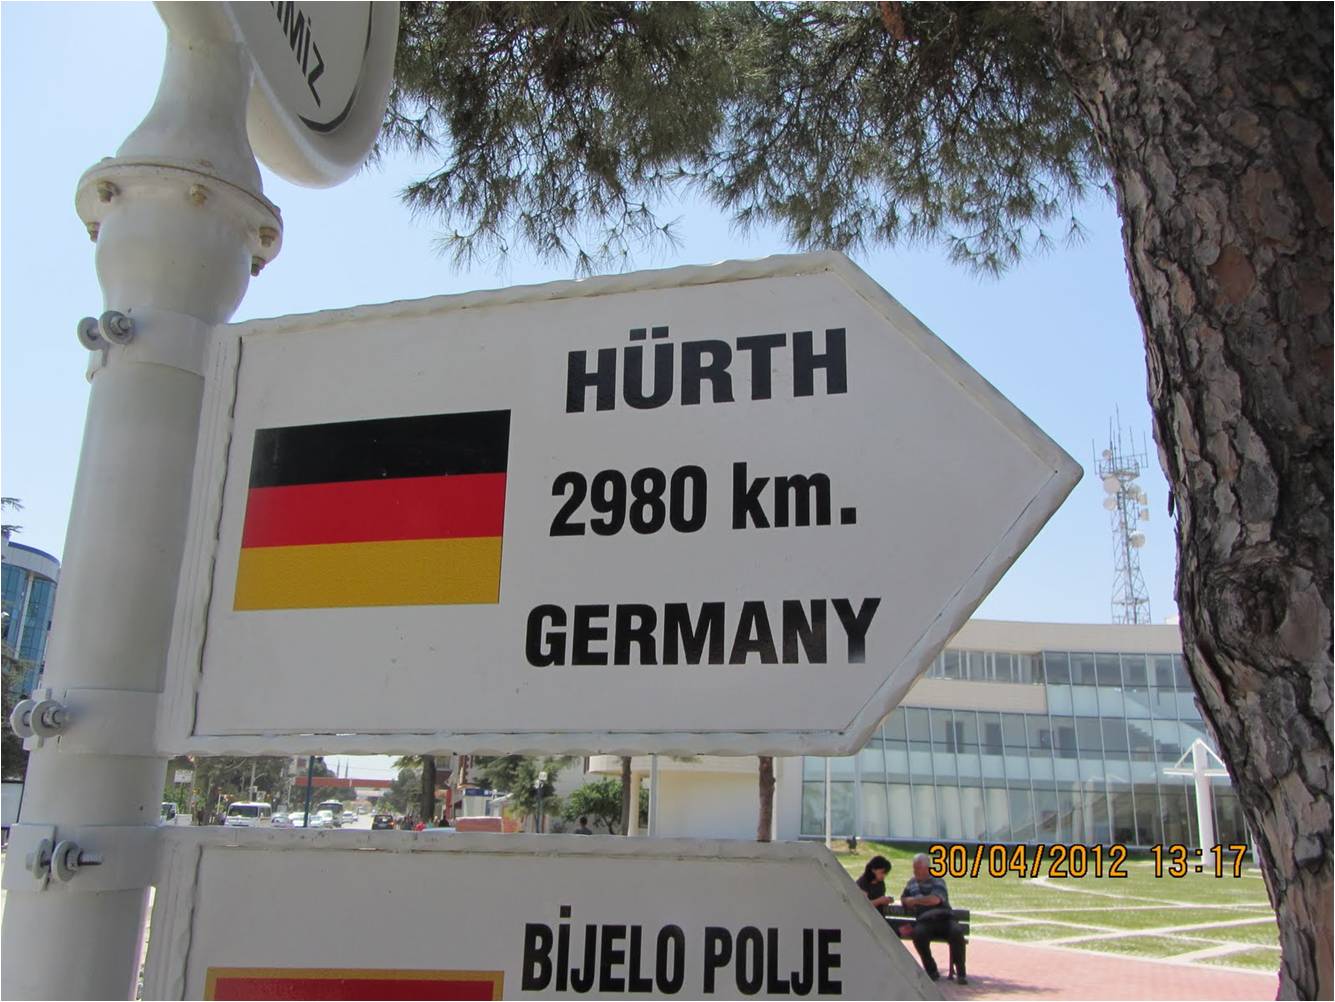 HÜRTH
2980 km.
GERMANY
BİJELO POLJE
30/04/2012 13:17